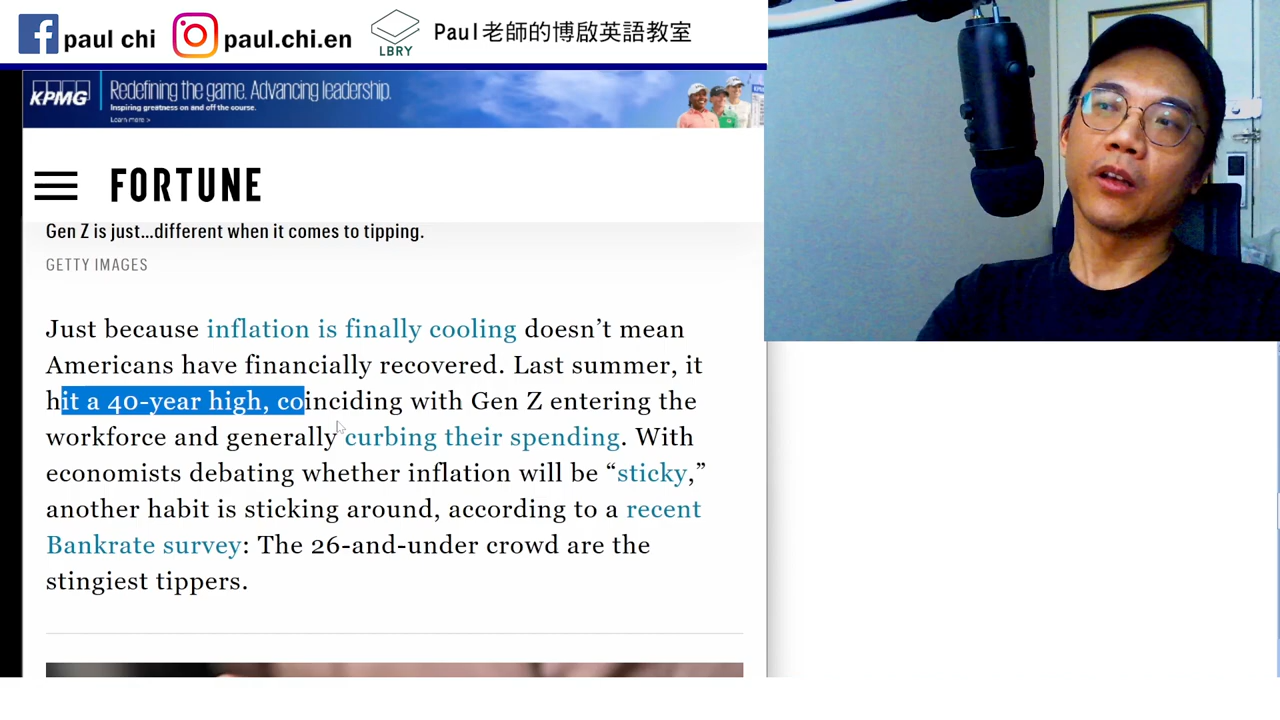 paul chi
paul.chi.en
LBRY
Paul老師的博啟英語教室
KPMG
Redefining the game. Advancing leadership.
Inspiring greatness on and off the course.
Learn more >
FORTUNE
Gen Z is just...different when it comes to tipping.
GETTY IMAGES
Just because inflation is finally cooling doesn’t mean
Americans have financially recovered. Last summer, it
hit a 40-year high, coinciding with Gen Z entering the
workforce and generally curbing their spending. With
economists debating whether inflation will be “sticky,”
another habit is sticking around, according to a recent
Bankrate survey: The 26-and-under crowd are the
stingiest tippers.